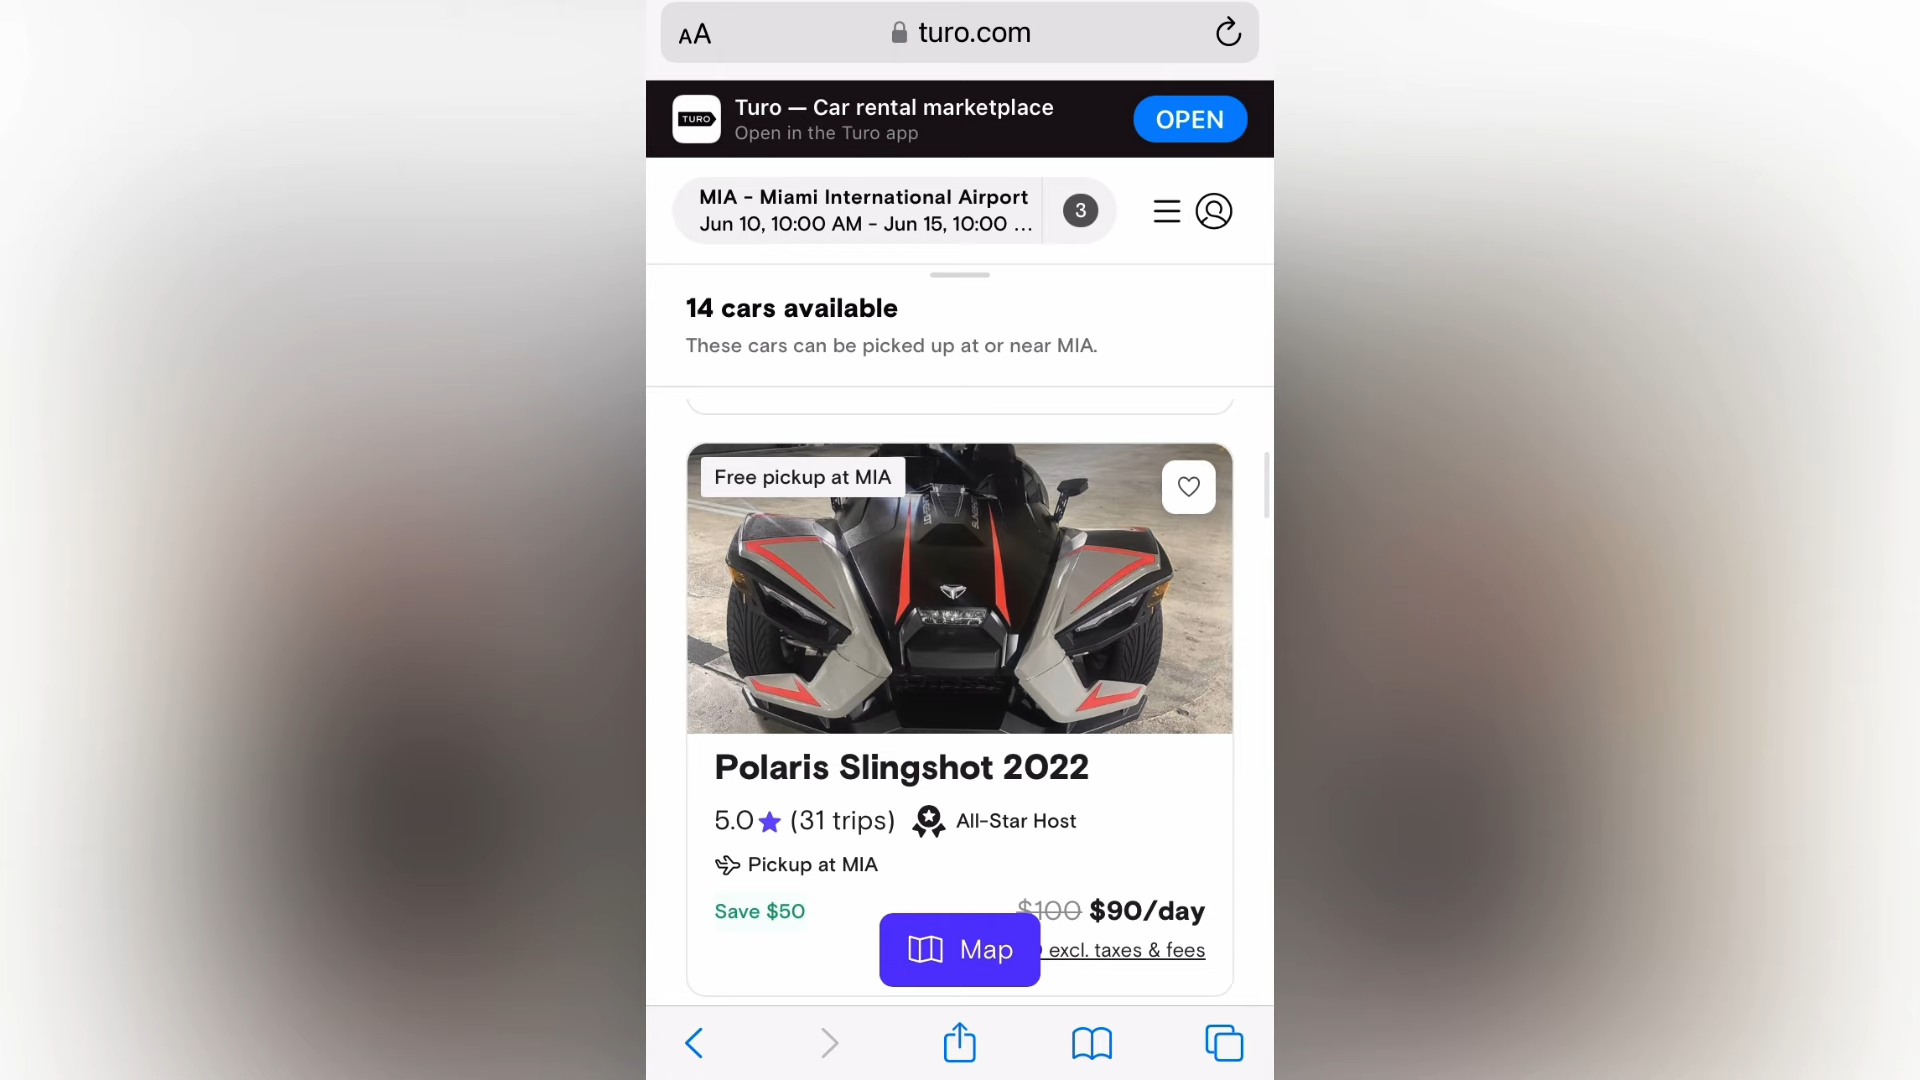 AA turo.com
TURO
Turo — Car rental marketplace
Open in the Turo app
OPEN
MIA - Miami International Airport
Jun 10, 10:00 AM - Jun 15, 10:00 ...
3
14 cars available
These cars can be picked up at or near MIA.
Free pickup at MIA
Polaris Slingshot 2022
5.0 (31 trips) All-Star Host
Pickup at MIA
Save $50 $100 $90/day
Map
excl. taxes & fees